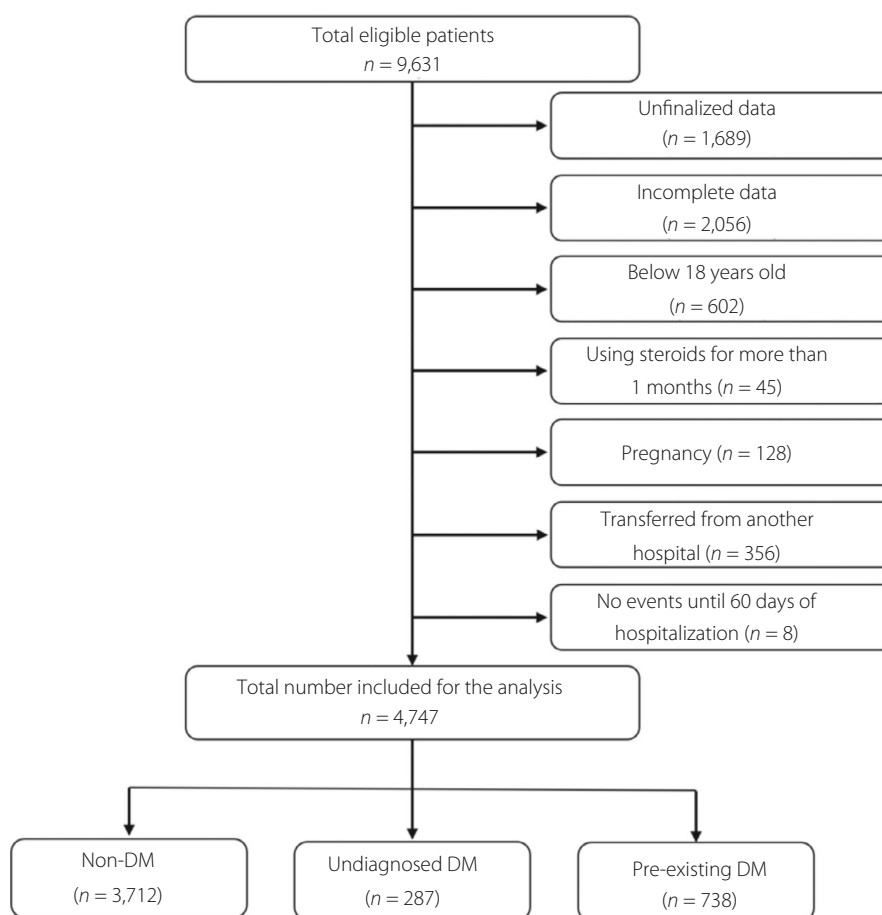 Total eligible patients
n = 9,631
Unfinalized data
(n = 1,689)
Incomplete data
(n = 2,056)
Below 18 years old
(n = 602)
Using steroids for more than
1 months (n = 45)
Pregnancy (n = 128)
Transferred from another
hospital (n = 356)
No events until 60 days of
hospitalization (n = 8)
Total number included for the analysis
n = 4,747
Non-DM
(n = 3,712)
Undiagnosed DM
(n = 287)
Pre-existing DM
(n = 738)